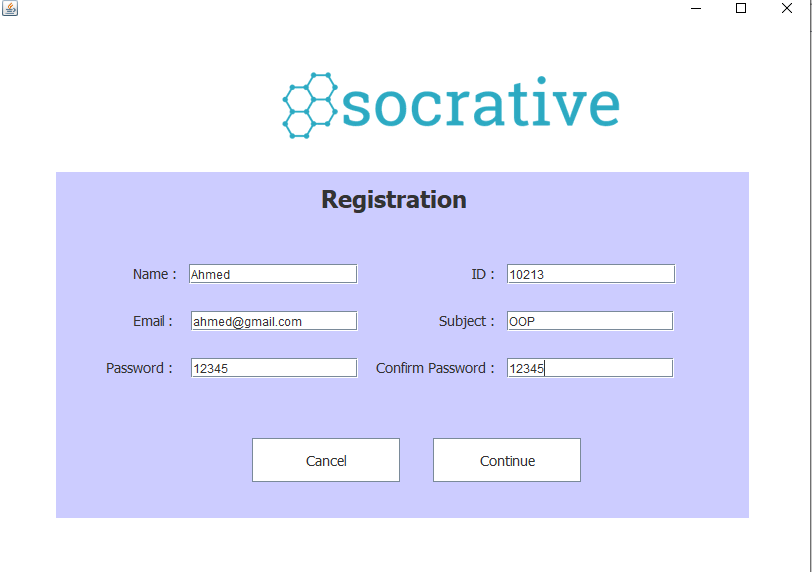 socrative
Registration
Name : Ahmed ID : 10213
Email : ahmed@gmail.com Subject : OOP
Password : 12345 Confirm Password : 12345
Cancel Continue